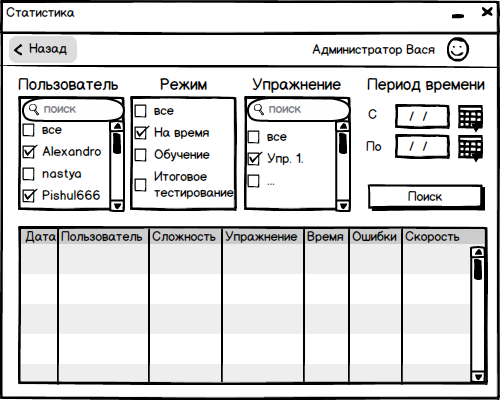 Статистика
Назад
Администратор Вася
Пользователь Режим Упражнение Период времени
поиск
все
Alexandro
nastya
Pishul666
все
На время
Обучение
Итоговое
тестирование
поиск
все
Упр. 1.
...
С / /
По / /
Поиск
Дата Пользователь Сложность Упражнение Время Ошибки Скорость